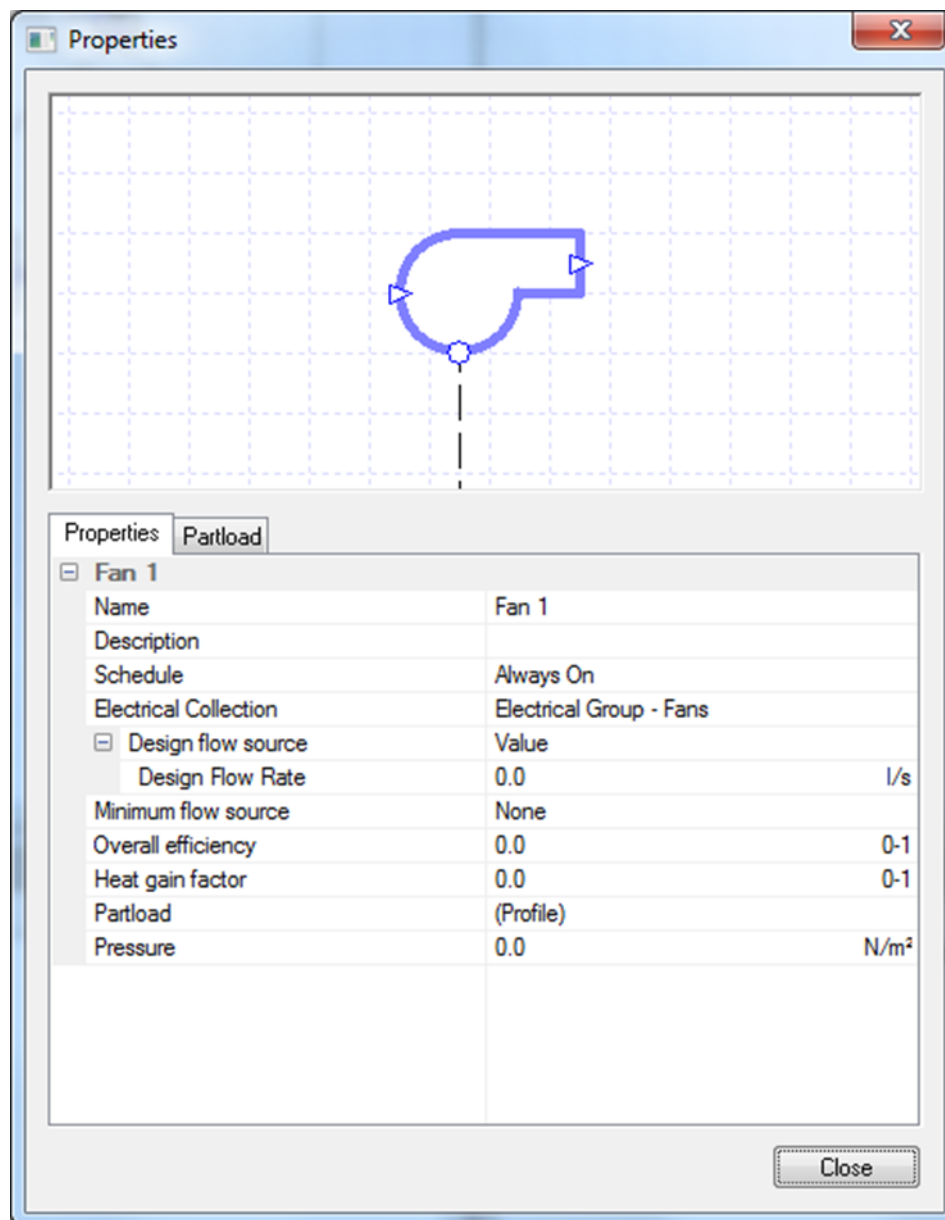 Properties
Properties Partload
Fan 1
Name Fan 1
Description
Schedule Always On
Electrical Collection Electrical Group - Fans
Design flow source Value
Design Flow Rate 0.0 l/s
Minimum flow source None
Overall efficiency 0.0 0-1
Heat gain factor 0.0 0-1
Partload (Profile)
Pressure 0.0 N/m²
Close